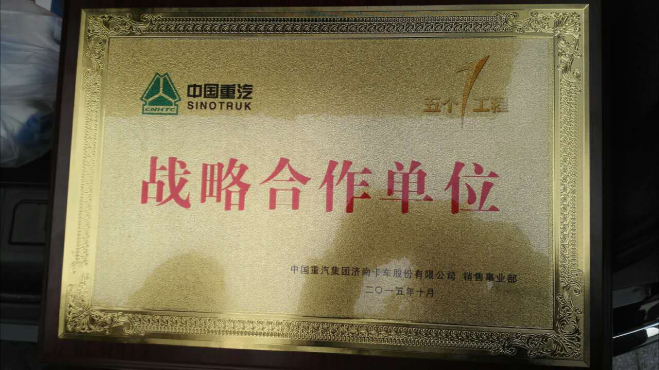 中国重汽
SINOTRUK
CNHTC
五个1工程
战略合作单位
中国重汽集团济南卡车股份有限公司 销售事业部
二〇一五年十月